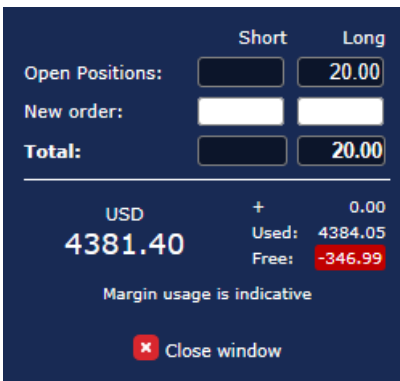 Short Long
Open Positions: 20.00
New order:
Total: 20.00
USD + 0.00
4381.40 Used: 4384.05
Free: -346.99
Margin usage is indicative
Close window